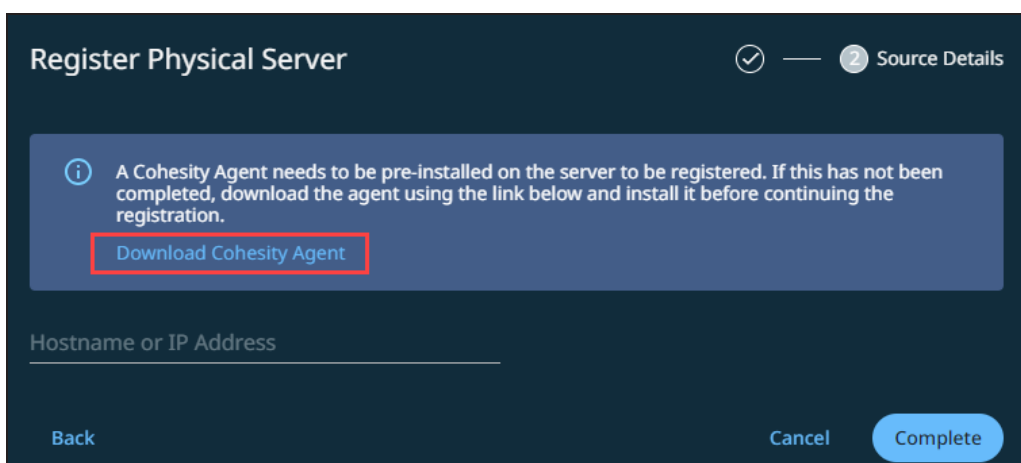 Register Physical Server
2 Source Details
A Cohesity Agent needs to be pre-installed on the server to be registered. If this has not been
completed, download the agent using the link below and install it before continuing the
registration.
Download Cohesity Agent
Hostname or IP Address
Back
Cancel
Complete